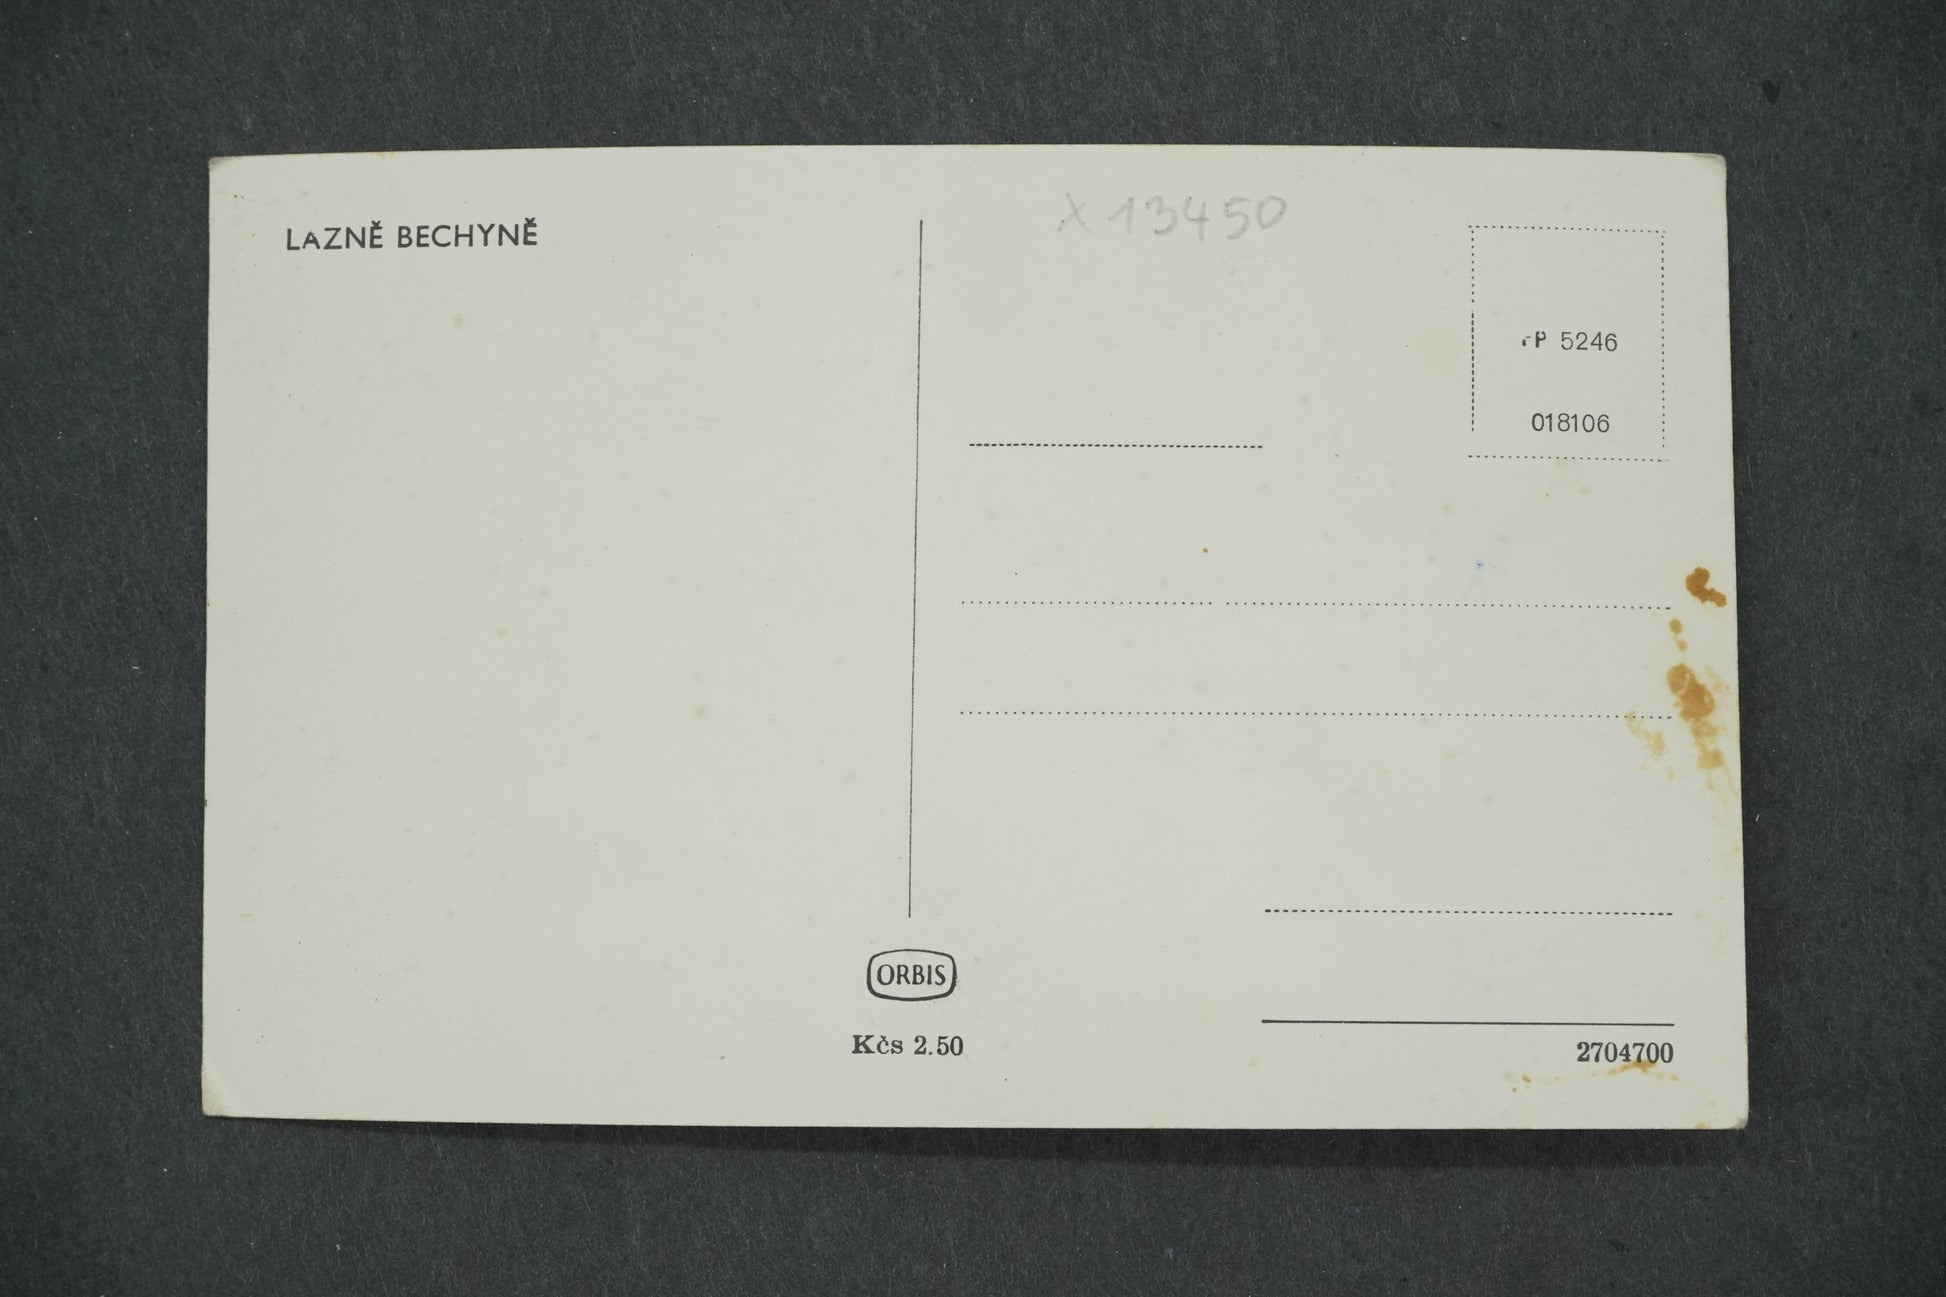 LAZNĚ BECHYNĚ
X 13450
P 5246
018106
ORBIS
Kčs 2.50
2704700